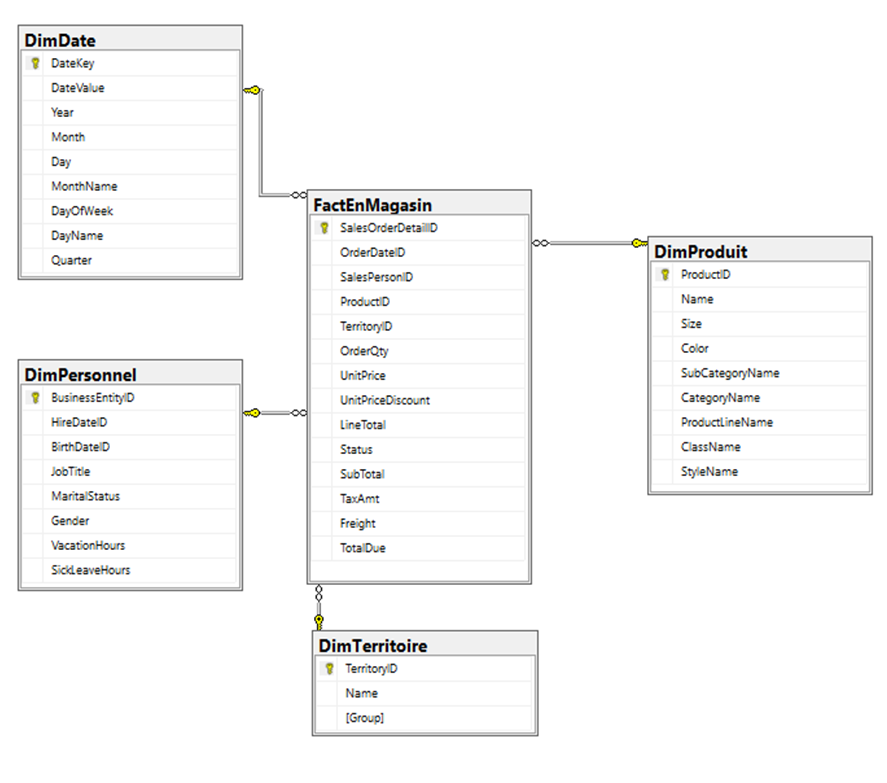 DimDate
DateKey
DateValue
Year
Month
Day
MonthName
DayOfWeek
DayName
Quarter
FactEnMagasin
SalesOrderDetailID
OrderDateID
SalesPersonID
ProductID
TerritoryID
OrderQty
UnitPrice
UnitPriceDiscount
LineTotal
Status
SubTotal
TaxAmt
Freight
TotalDue
DimProduit
ProductID
Name
Size
Color
SubCategoryName
CategoryName
ProductLineName
ClassName
StyleName
DimPersonnel
BusinessEntityID
HireDateID
BirthDateID
JobTitle
MaritalStatus
Gender
VacationHours
SickLeaveHours
DimTerritoire
TerritoryID
Name
[Group]